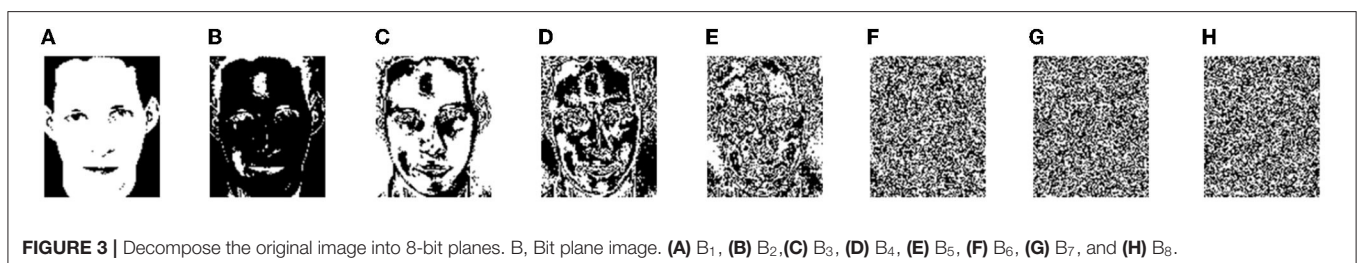 A B C D E F G H
FIGURE 3 | Decompose the original image into 8-bit planes. B, Bit plane image. (A) B₁, (B) B₂,(C) B₃, (D) B₄, (E) B₅, (F) B₆, (G) B₇, and (H) B₈.